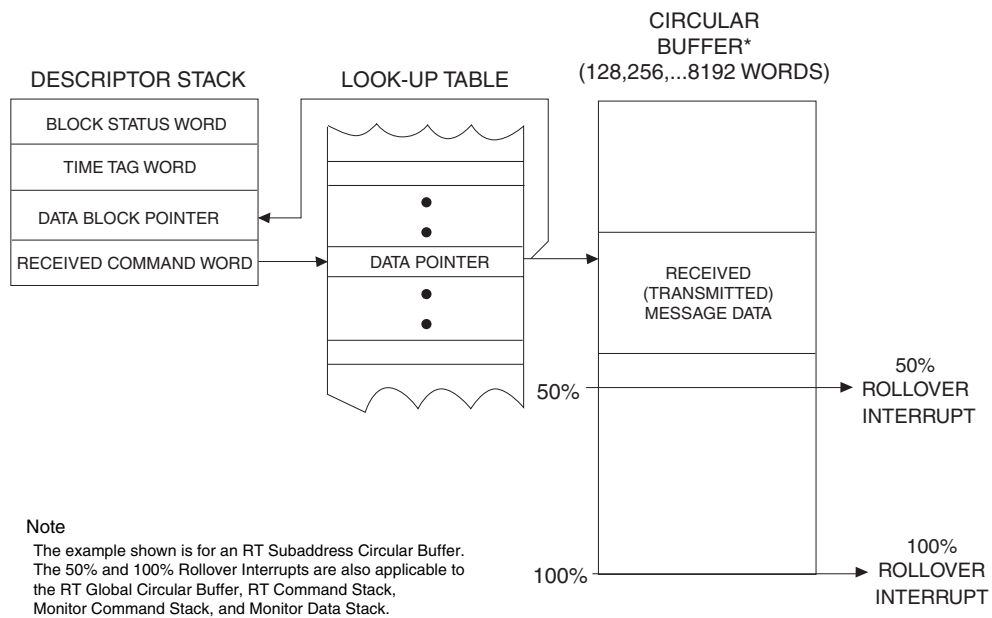 CIRCULAR
BUFFER*
(128,256,...8192 WORDS)
DESCRIPTOR STACK
LOOK-UP TABLE
BLOCK STATUS WORD
TIME TAG WORD
DATA BLOCK POINTER
RECEIVED COMMAND WORD
DATA POINTER
RECEIVED
(TRANSMITTED)
MESSAGE DATA
50%
50%
ROLLOVER
INTERRUPT
100%
100%
ROLLOVER
INTERRUPT
Note
The example shown is for an RT Subaddress Circular Buffer.
The 50% and 100% Rollover Interrupts are also applicable to
the RT Global Circular Buffer, RT Command Stack,
Monitor Command Stack, and Monitor Data Stack.